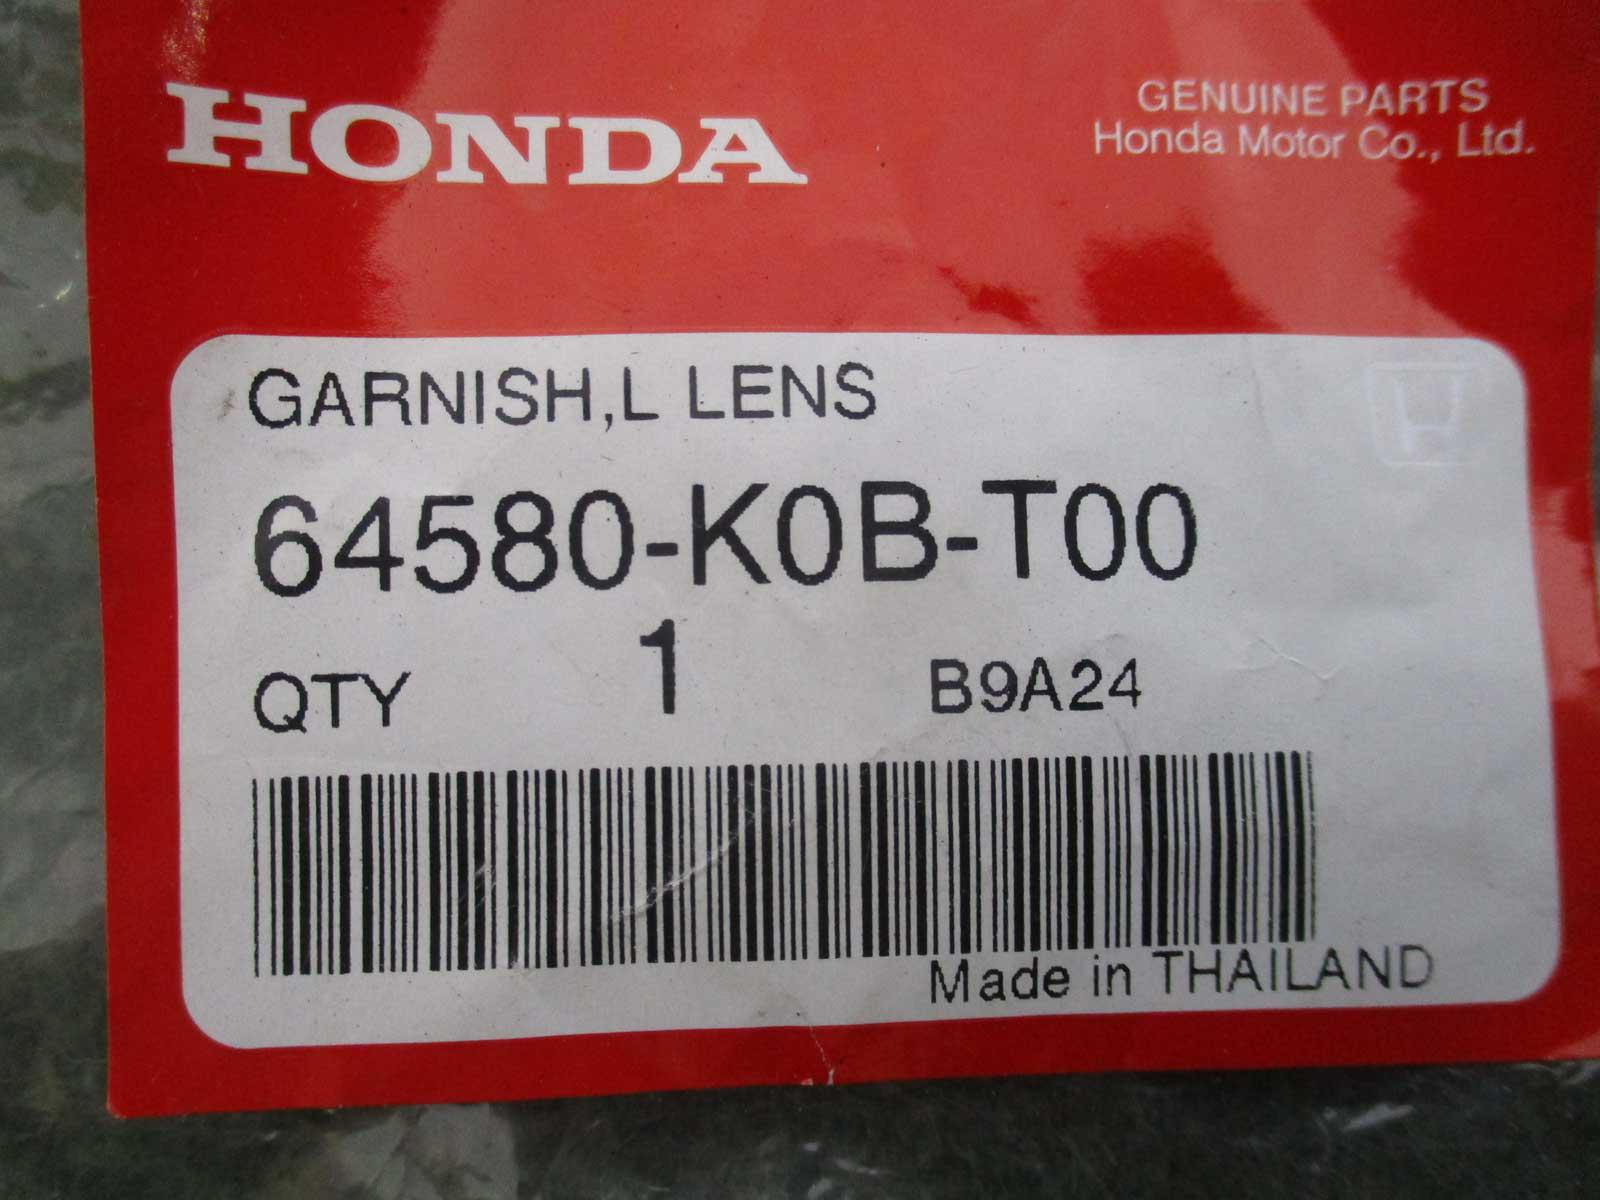 HONDA
GENUINE PARTS
Honda Motor Co., Ltd.
GARNISH,L LENS
64580-K0B-T00
QTY 1 B9A24
Made in THAILAND